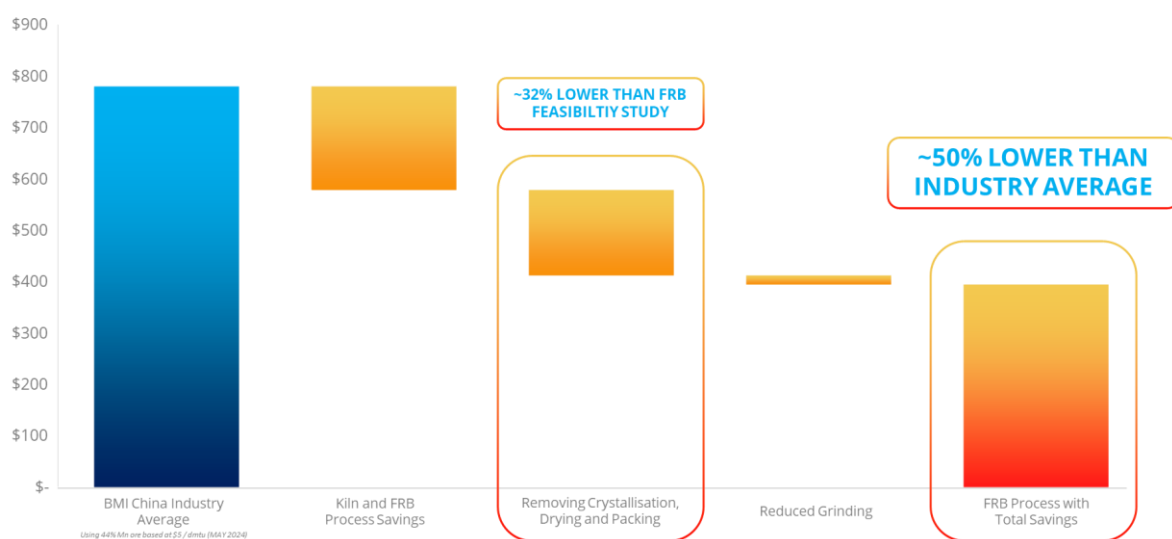 $900
$800
$700
$600
$500
$400
$300
$200
$100
$-
~32% LOWER THAN FRB
FEASIBILTIY STUDY
~50% LOWER THAN
INDUSTRY AVERAGE
BMI China Industry
Average
Using 44% Mn ore based at $5 / dmtu (MAY 2024)
Kiln and FRB
Process Savings
Removing Crystallisation,
Drying and Packing
Reduced Grinding
FRB Process with
Total Savings